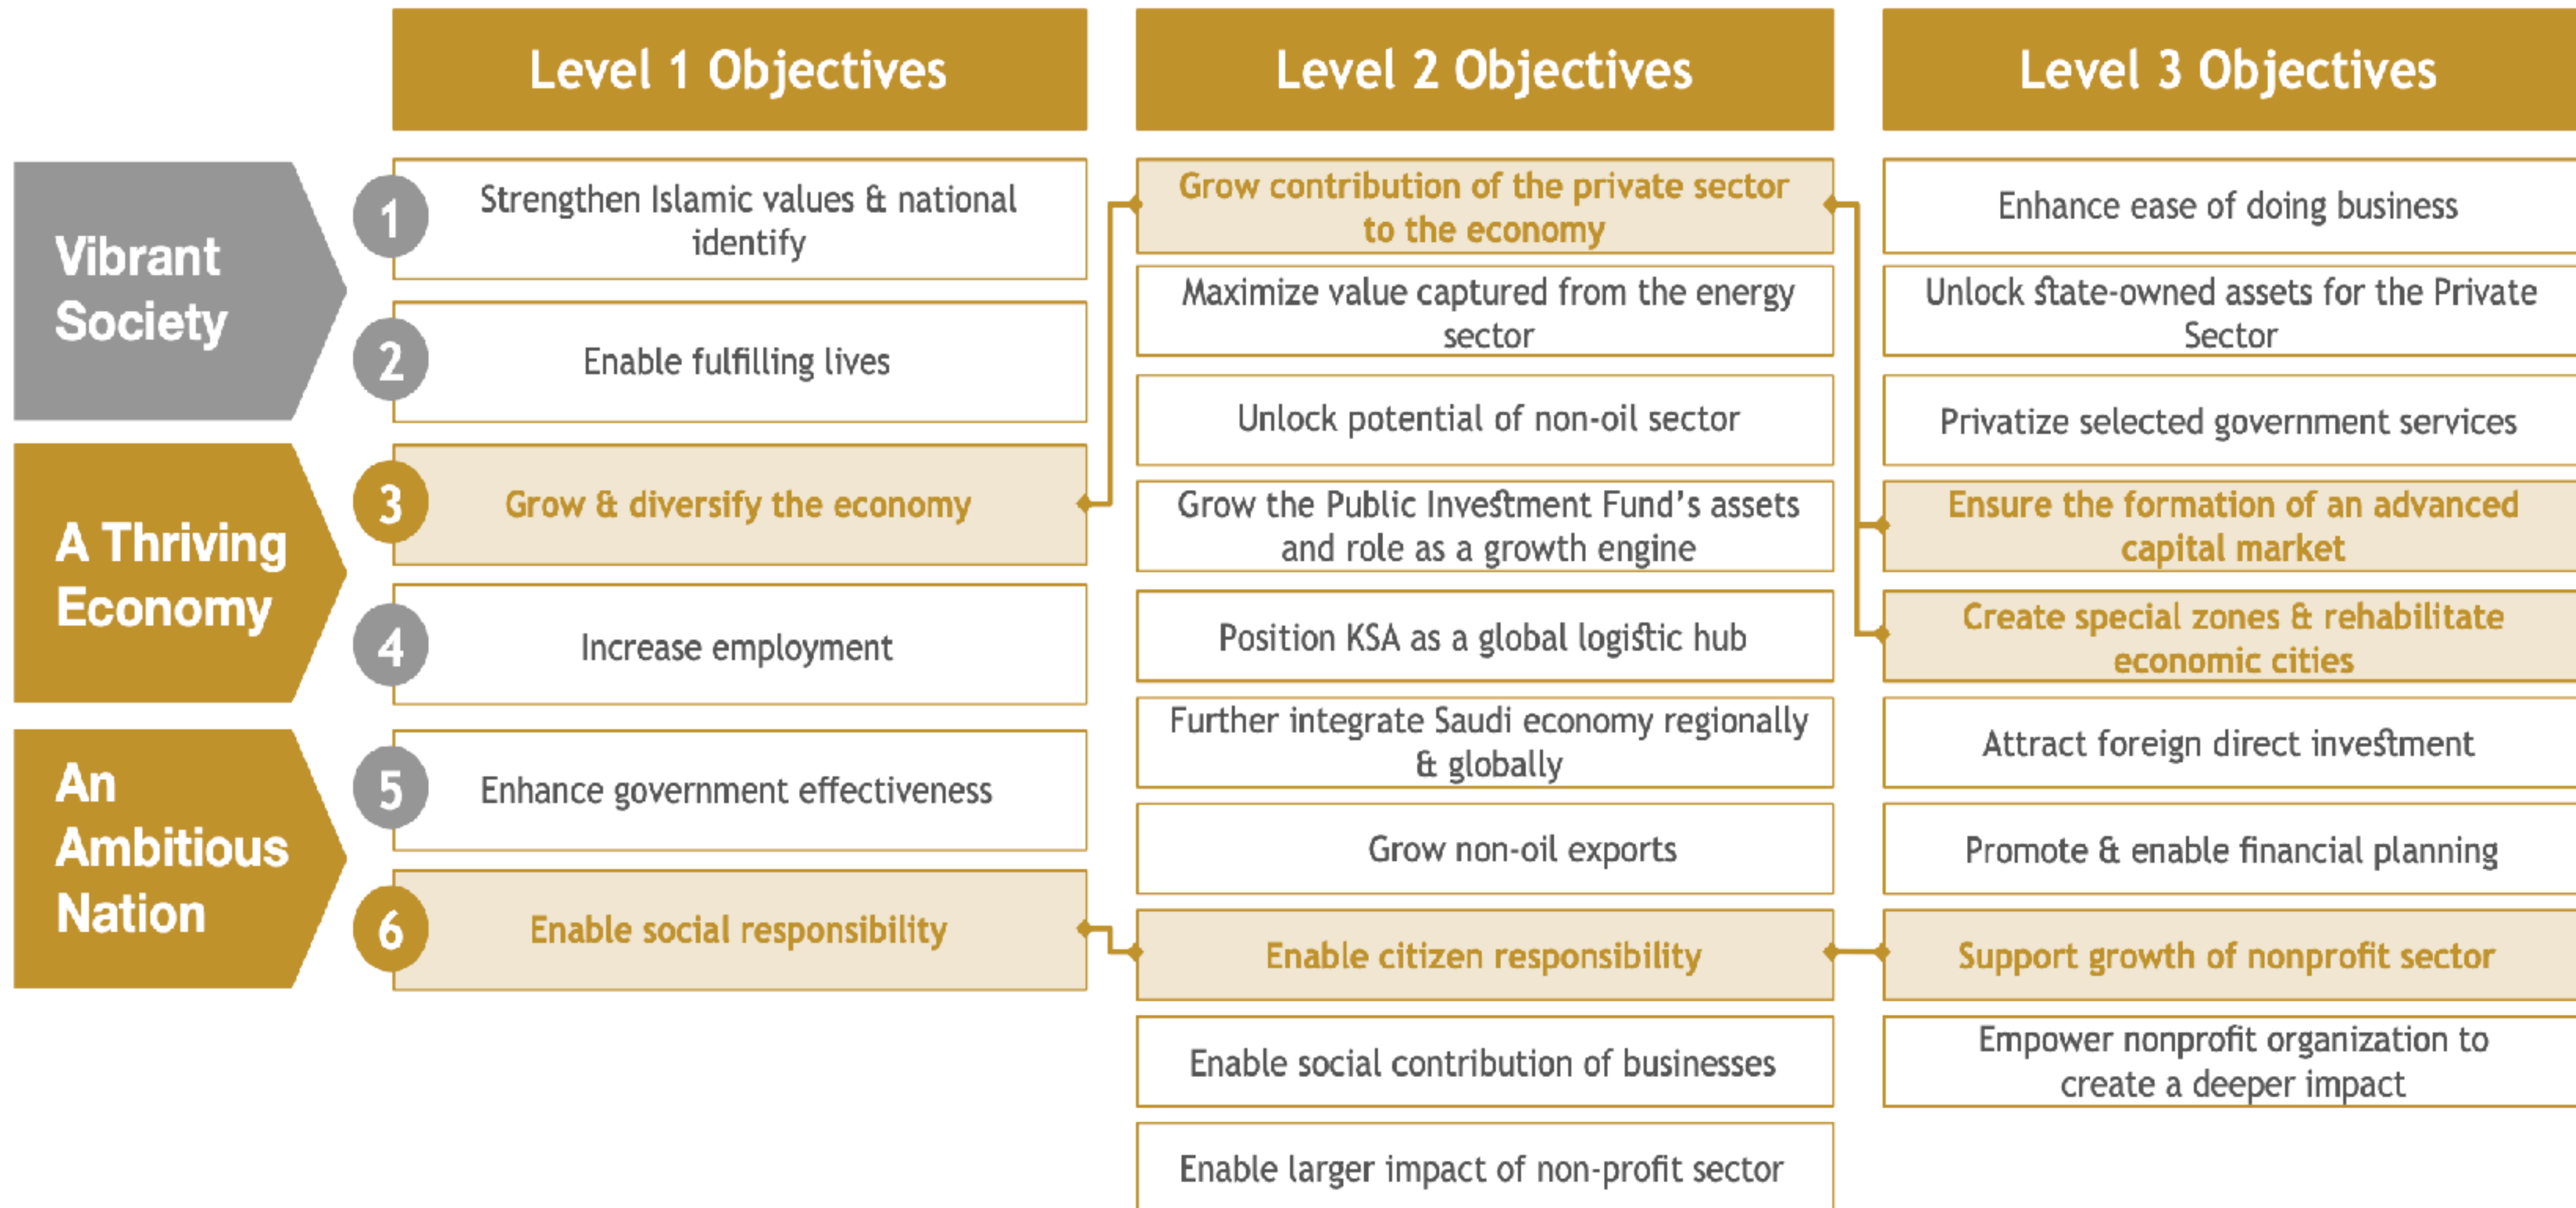 Level 1 Objectives
Level 2 Objectives
Level 3 Objectives
Vibrant
Society
1
Strengthen Islamic values & national
identify
2
Enable fulfilling lives
A Thriving
Economy
3
Grow & diversify the economy
4
Increase employment
An
Ambitious
Nation
5
Enhance government effectiveness
6
Enable social responsibility
Grow contribution of the private sector
to the economy
Maximize value captured from the energy
sector
Unlock potential of non-oil sector
Grow the Public Investment Fund's assets
and role as a growth engine
Position KSA as a global logistic hub
Further integrate Saudi economy regionally
& globally
Grow non-oil exports
Enable citizen responsibility
Enable social contribution of businesses
Enable larger impact of non-profit sector
Enhance ease of doing business
Unlock state-owned assets for the Private
Sector
Privatize selected government services
Ensure the formation of an advanced
capital market
Create special zones & rehabilitate
economic cities
Attract foreign direct investment
Promote & enable financial planning
Support growth of nonprofit sector
Empower nonprofit organization to
create a deeper impact